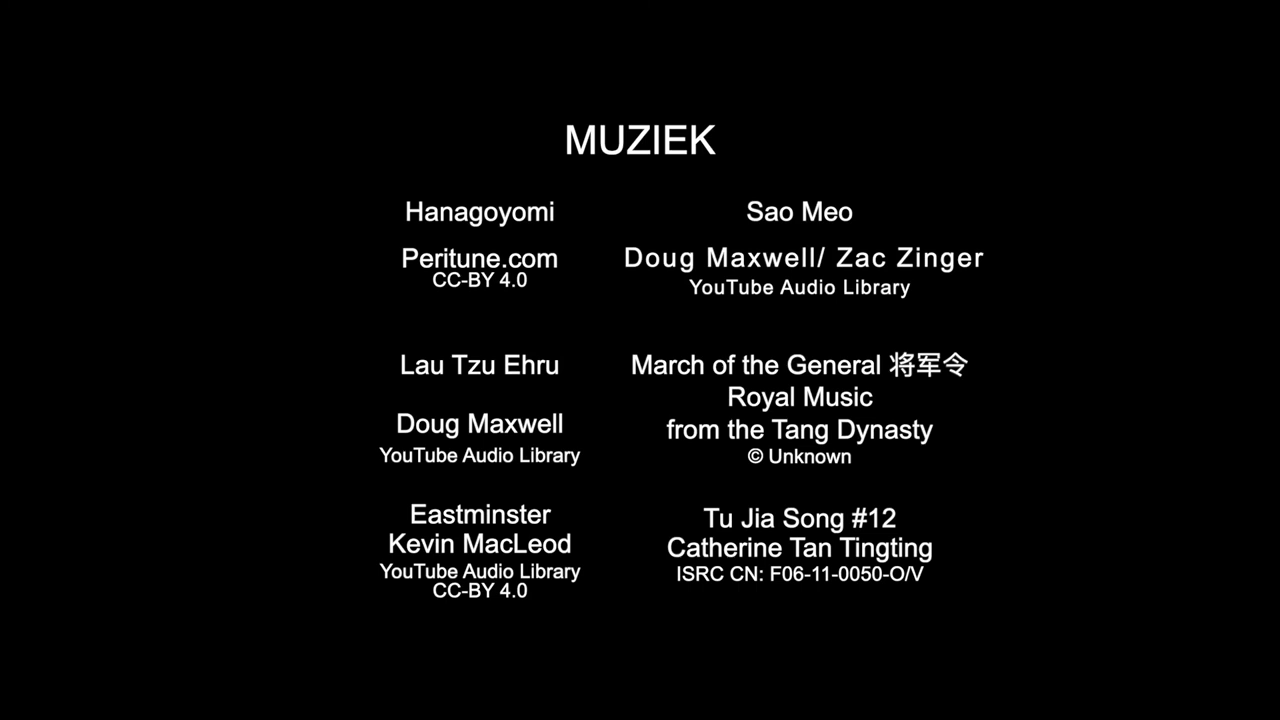 MUZIEK
Hanagoyomi
Peritune.com
CC-BY 4.0
Sao Meo
Doug Maxwell/ Zac Zinger
YouTube Audio Library
Lau Tzu Ehru
Doug Maxwell
YouTube Audio Library
March of the General 将军令
Royal Music
from the Tang Dynasty
© Unknown
Eastminster
Kevin MacLeod
YouTube Audio Library
CC-BY 4.0
Tu Jia Song #12
Catherine Tan Tingting
ISRC CN: F06-11-0050-O/V